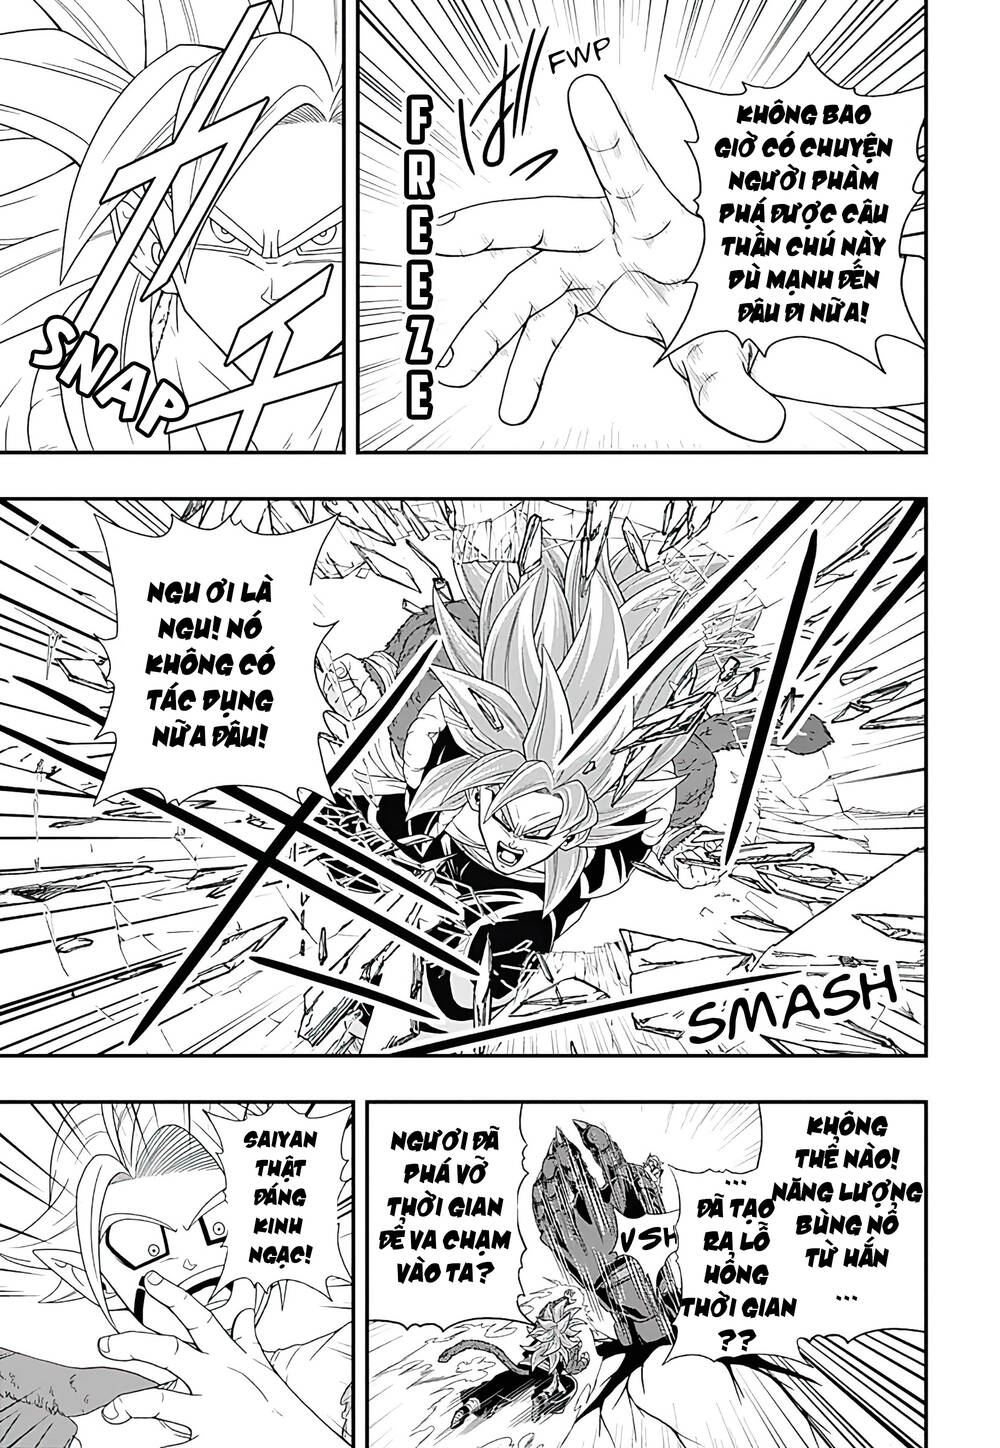 KHÔNG BAO
GIỜ CÓ CHUYỆN
NGƯỜI PHÀM
PHÁ ĐƯỢC CÂU
THẦN CHÚ NÀY
DÙ MẠNH ĐẾN
ĐÂU ĐI NỮA!
FWP
FREEZE
SNAP
NGU ƠI LÀ
NGU! NÓ
KHÔNG CÓ
TÁC DỤNG
NỮA ĐÂU!
SMASH
KHÔNG
THỂ NÀO!
NĂNG LƯỢNG
BÙNG NỔ
TỪ HẮN
...
...
ĐÃ TẠO
RA LỖ
HỔNG
THỜI GIAN
??
VSH
NGƯƠI ĐÃ
PHÁ VỠ
THỜI GIAN
ĐỂ VA CHẠM
VÀO TA?
SAIYAN
THẬT
ĐÁNG
KINH
NGẠC!